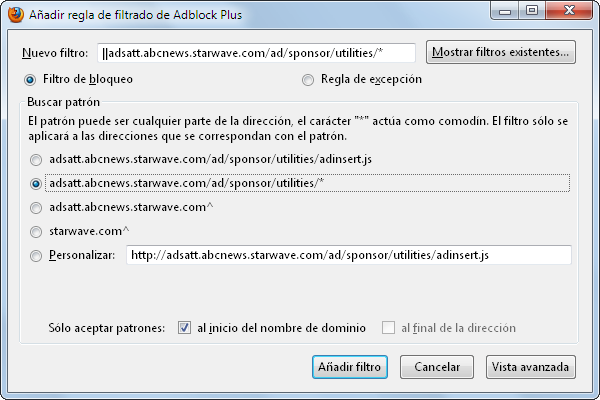 Añadir regla de filtrado de Adblock Plus
Nuevo filtro: ||adsatt.abcnews.starwave.com/ad/sponsor/utilities/* Mostrar filtros existentes...
Filtro de bloqueo Regla de excepción
Buscar patrón
El patrón puede ser cualquier parte de la dirección, el carácter "*" actúa como comodín. El filtro sólo se
aplicará a las direcciones que se correspondan con el patrón.
adsatt.abcnews.starwave.com/ad/sponsor/utilities/adinsert.js
adsatt.abcnews.starwave.com/ad/sponsor/utilities/*
adsatt.abcnews.starwave.com^
starwave.com^
Personalizar: http://adsatt.abcnews.starwave.com/ad/sponsor/utilities/adinsert.js
Sólo aceptar patrones: al inicio del nombre de dominio al final de la dirección
Añadir filtro Cancelar Vista avanzada